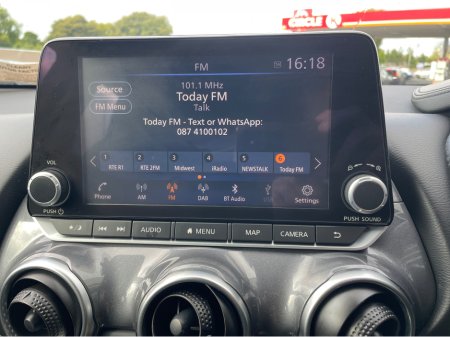 CIRCLE K
FM
16:18
Source
FM Menu
101.1 MHz
Today FM
Talk
Today FM - Text or WhatsApp:
087 4100102
1 2 3 4 5 6
RTE R1 RTE 2FM Midwest iRadio NEWSTALK Today FM
Phone AM FM DAB BT Audio USB Settings
VOL
PUSH
PUSH SOUND
AUDIO MENU MAP CAMERA